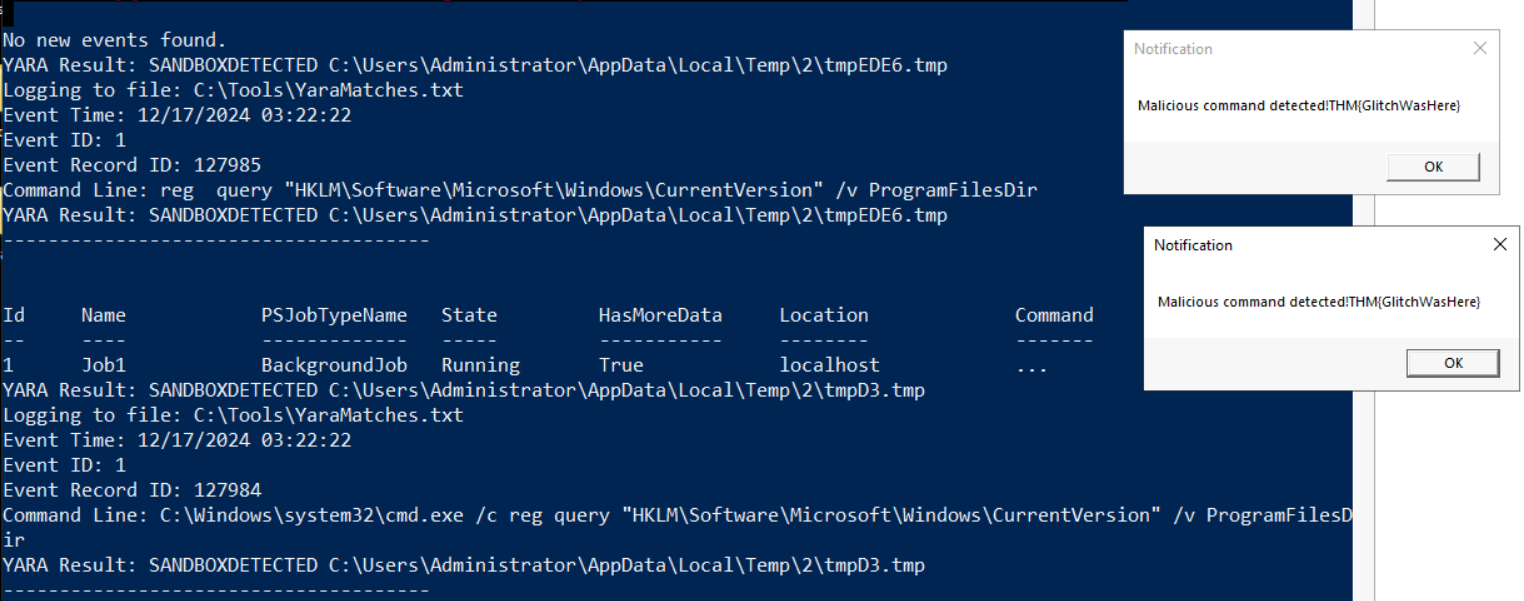 No new events found.
YARA Result: SANDBOXDETECTED C:\Users\Administrator\AppData\Local\Temp\2\tmpEDE6.tmp
Logging to file: C:\Tools\YaraMatches.txt
Event Time: 12/17/2024 03:22:22
Event ID: 1
Event Record ID: 127985
Command Line: reg  query "HKLM\Software\Microsoft\Windows\CurrentVersion" /v ProgramFilesDir
YARA Result: SANDBOXDETECTED C:\Users\Administrator\AppData\Local\Temp\2\tmpEDE6.tmp
--------------------------------------
Id     Name            PSJobTypeName   State         HasMoreData     Location             Command
--     ----            -------------   -----         -----------     --------             -------
1      Job1            BackgroundJob   Running       True            localhost            ...
YARA Result: SANDBOXDETECTED C:\Users\Administrator\AppData\Local\Temp\2\tmpD3.tmp
Logging to file: C:\Tools\YaraMatches.txt
Event Time: 12/17/2024 03:22:22
Event ID: 1
Event Record ID: 127984
Command Line: C:\Windows\system32\cmd.exe /c reg query "HKLM\Software\Microsoft\Windows\CurrentVersion" /v ProgramFilesD
ir
YARA Result: SANDBOXDETECTED C:\Users\Administrator\AppData\Local\Temp\2\tmpD3.tmp
--------------------------------------
Notification
Malicious command detected!THM{GlitchWasHere}
OK
Notification
Malicious command detected!THM{GlitchWasHere}
OK